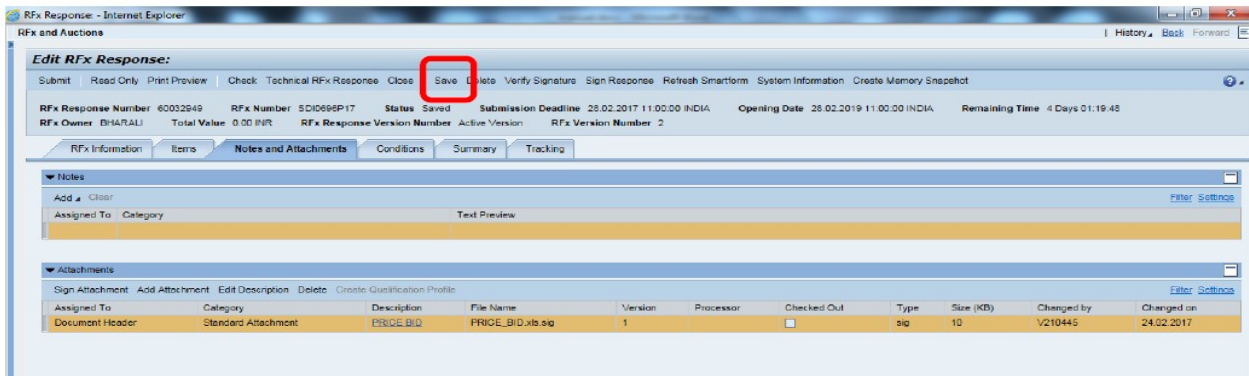 RFx Response: - Internet Explorer
RFx and Auctions
History Back Forward
Edit RFx Response:
Submit Read Only Print Preview Check Technical RFx Response Close Save Delete Verify Signature Sign Response Refresh Smartform System Information Create Memory Snapshot
RFx Response Number 60032949 RFx Number SDI0696P17 Status Saved Submission Deadline 28.02.2017 11:00:00 INDIA Opening Date 28.02.2019 11:00:00 INDIA Remaining Time 4 Days 01:19:48
RFx Owner BHARALI Total Value 0.00 INR RFx Response Version Number Active Version RFx Version Number 2
RFx Information Items Notes and Attachments Conditions Summary Tracking
Notes
Add Clear Filter Settings
Assigned To Category Text Preview
Attachments
Sign Attachment Add Attachment Edit Description Delete Create Qualification Profile Filter Settings
Assigned To Category Description File Name Version Processor Checked Out Type Size (KB) Changed by Changed on
Document Header Standard Attachment PRICE BID PRICE_BID.xls.sig 1 sig 10 V210445 24.02.2017